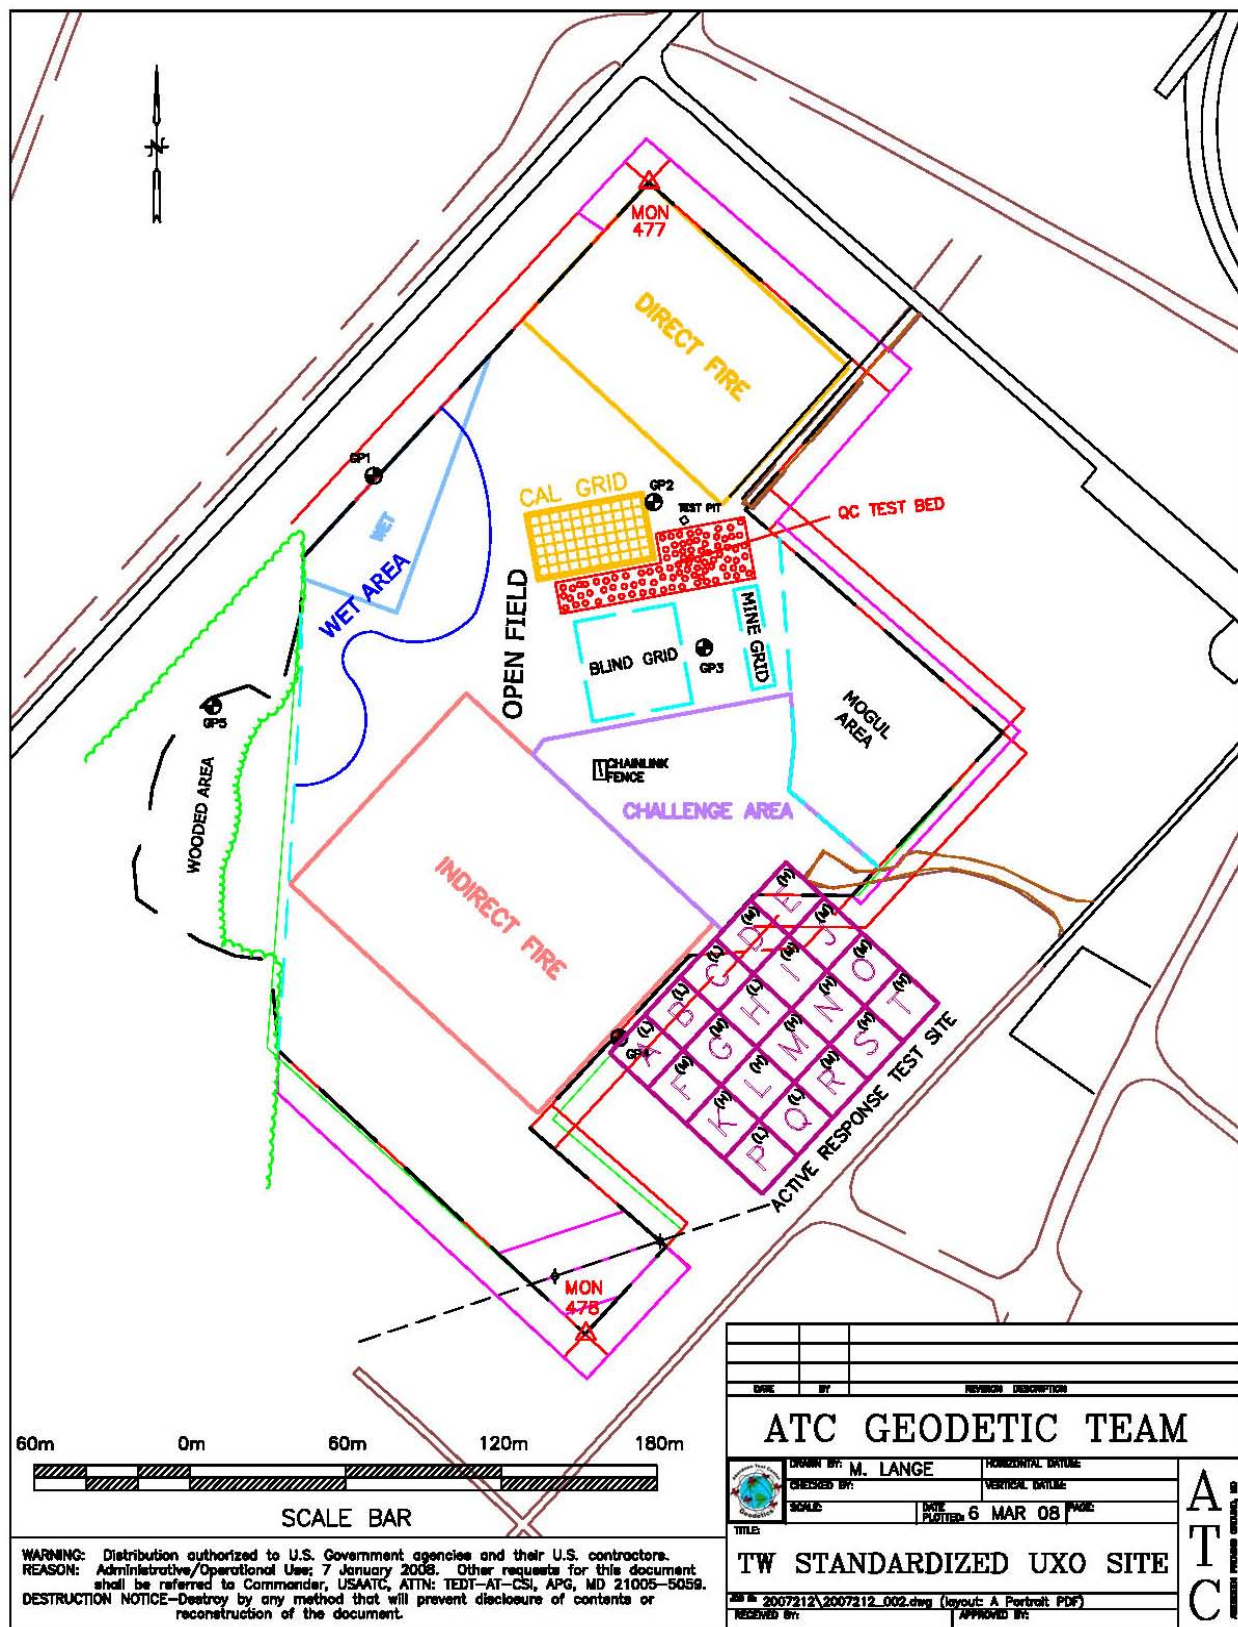 N
MON
477
DIRECT FIRE
GP1
CAL GRID
GP2
TEST PIT
QC TEST BED
WET
WET AREA
OPEN FIELD
MINE GRID
BLIND GRID
GP3
GP5
MOGUL
AREA
CHAINLINK
FENCE
WOODED AREA
CHALLENGE AREA
INDIRECT FIRE
(H)
E
(M)
D
(M)
J
(L)
C
(M)
I
(M)
O
(L)
B
(L)
H
(H)
N
(H)
T
(L)
A
(M)
G
(H)
M
(H)
S
GP4
(M)
F
(H)
L
(M)
R
(H)
K
(L)
Q
(L)
P
ACTIVE RESPONSE TEST SITE
MON
478
60m 0m 60m 120m 180m
SCALE BAR
WARNING: Distribution authorized to U.S. Government agencies and their U.S. contractors.
REASON: Administrative/Operational Use; 7 January 2008. Other requests for this document
shall be referred to Commander, USAATC, ATTN: TEDT-AT-CSI, APG, MD 21005-5059.
DESTRUCTION NOTICE-Destroy by any method that will prevent disclosure of contents or
reconstruction of the document.
DATE BY REVISION DESCRIPTION
ATC GEODETIC TEAM
DRAWN BY: M. LANGE HORIZONTAL DATUM:
CHECKED BY: VERTICAL DATUM:
SCALE: DATE PLOTTED: 6 MAR 08 PAGE:
TITLE:
TW STANDARDIZED UXO SITE
JOB #: 2007212\2007212_002.dwg (layout: A Portrait PDF)
RECEIVED BY: APPROVED BY:
ATC
ABERDEEN PROVING GROUND, MD